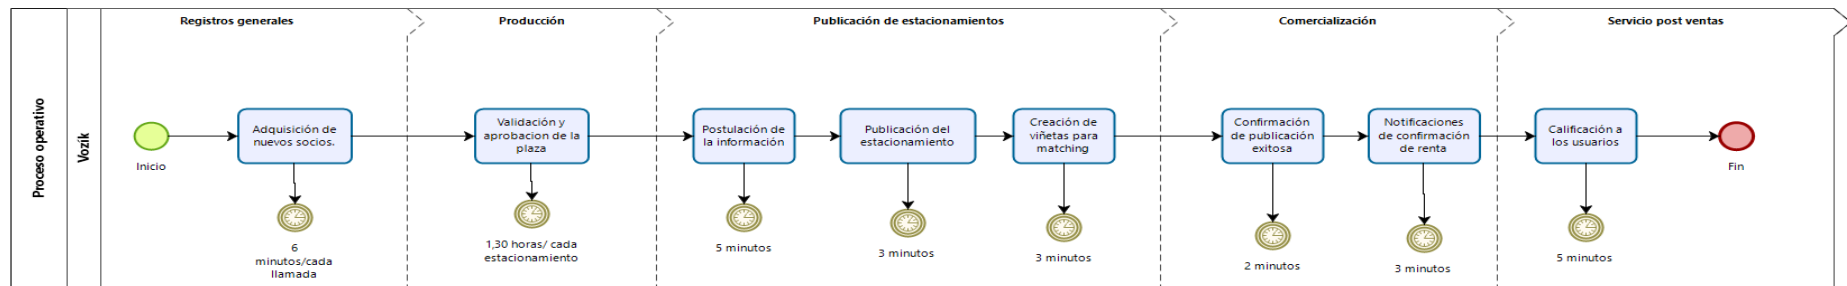 Registros generales
Producción
Publicación de estacionamientos
Comercialización
Servicio post ventas
Proceso operativo
Vozik
Inicio
Adquisición de
nuevos socios.
6
minutos/cada
llamada
Validación y
aprobacion de la
plaza
1,30 horas/ cada
estacionamiento
Postulación de
la información
5 minutos
Publicación del
estacionamiento
3 minutos
Creación de
viñetas para
matching
3 minutos
Confirmación
de publicación
exitosa
2 minutos
Notificaciones
de confirmación
de renta
3 minutos
Calificación a
los usuarios
5 minutos
Fin